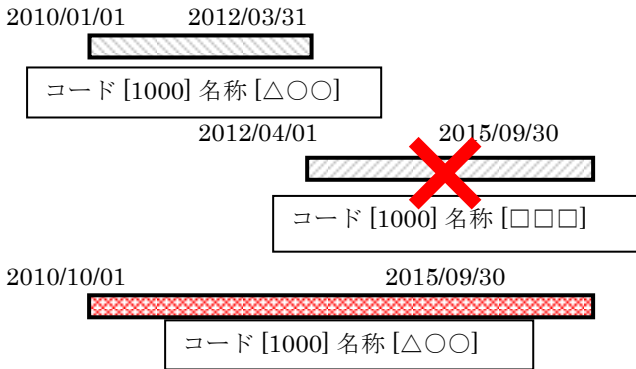 2010/01/01 2012/03/31
コード [1000] 名称 [△○○]
2012/04/01 2015/09/30
コード [1000] 名称 [□□□]
2010/10/01 2015/09/30
コード [1000] 名称 [△○○]